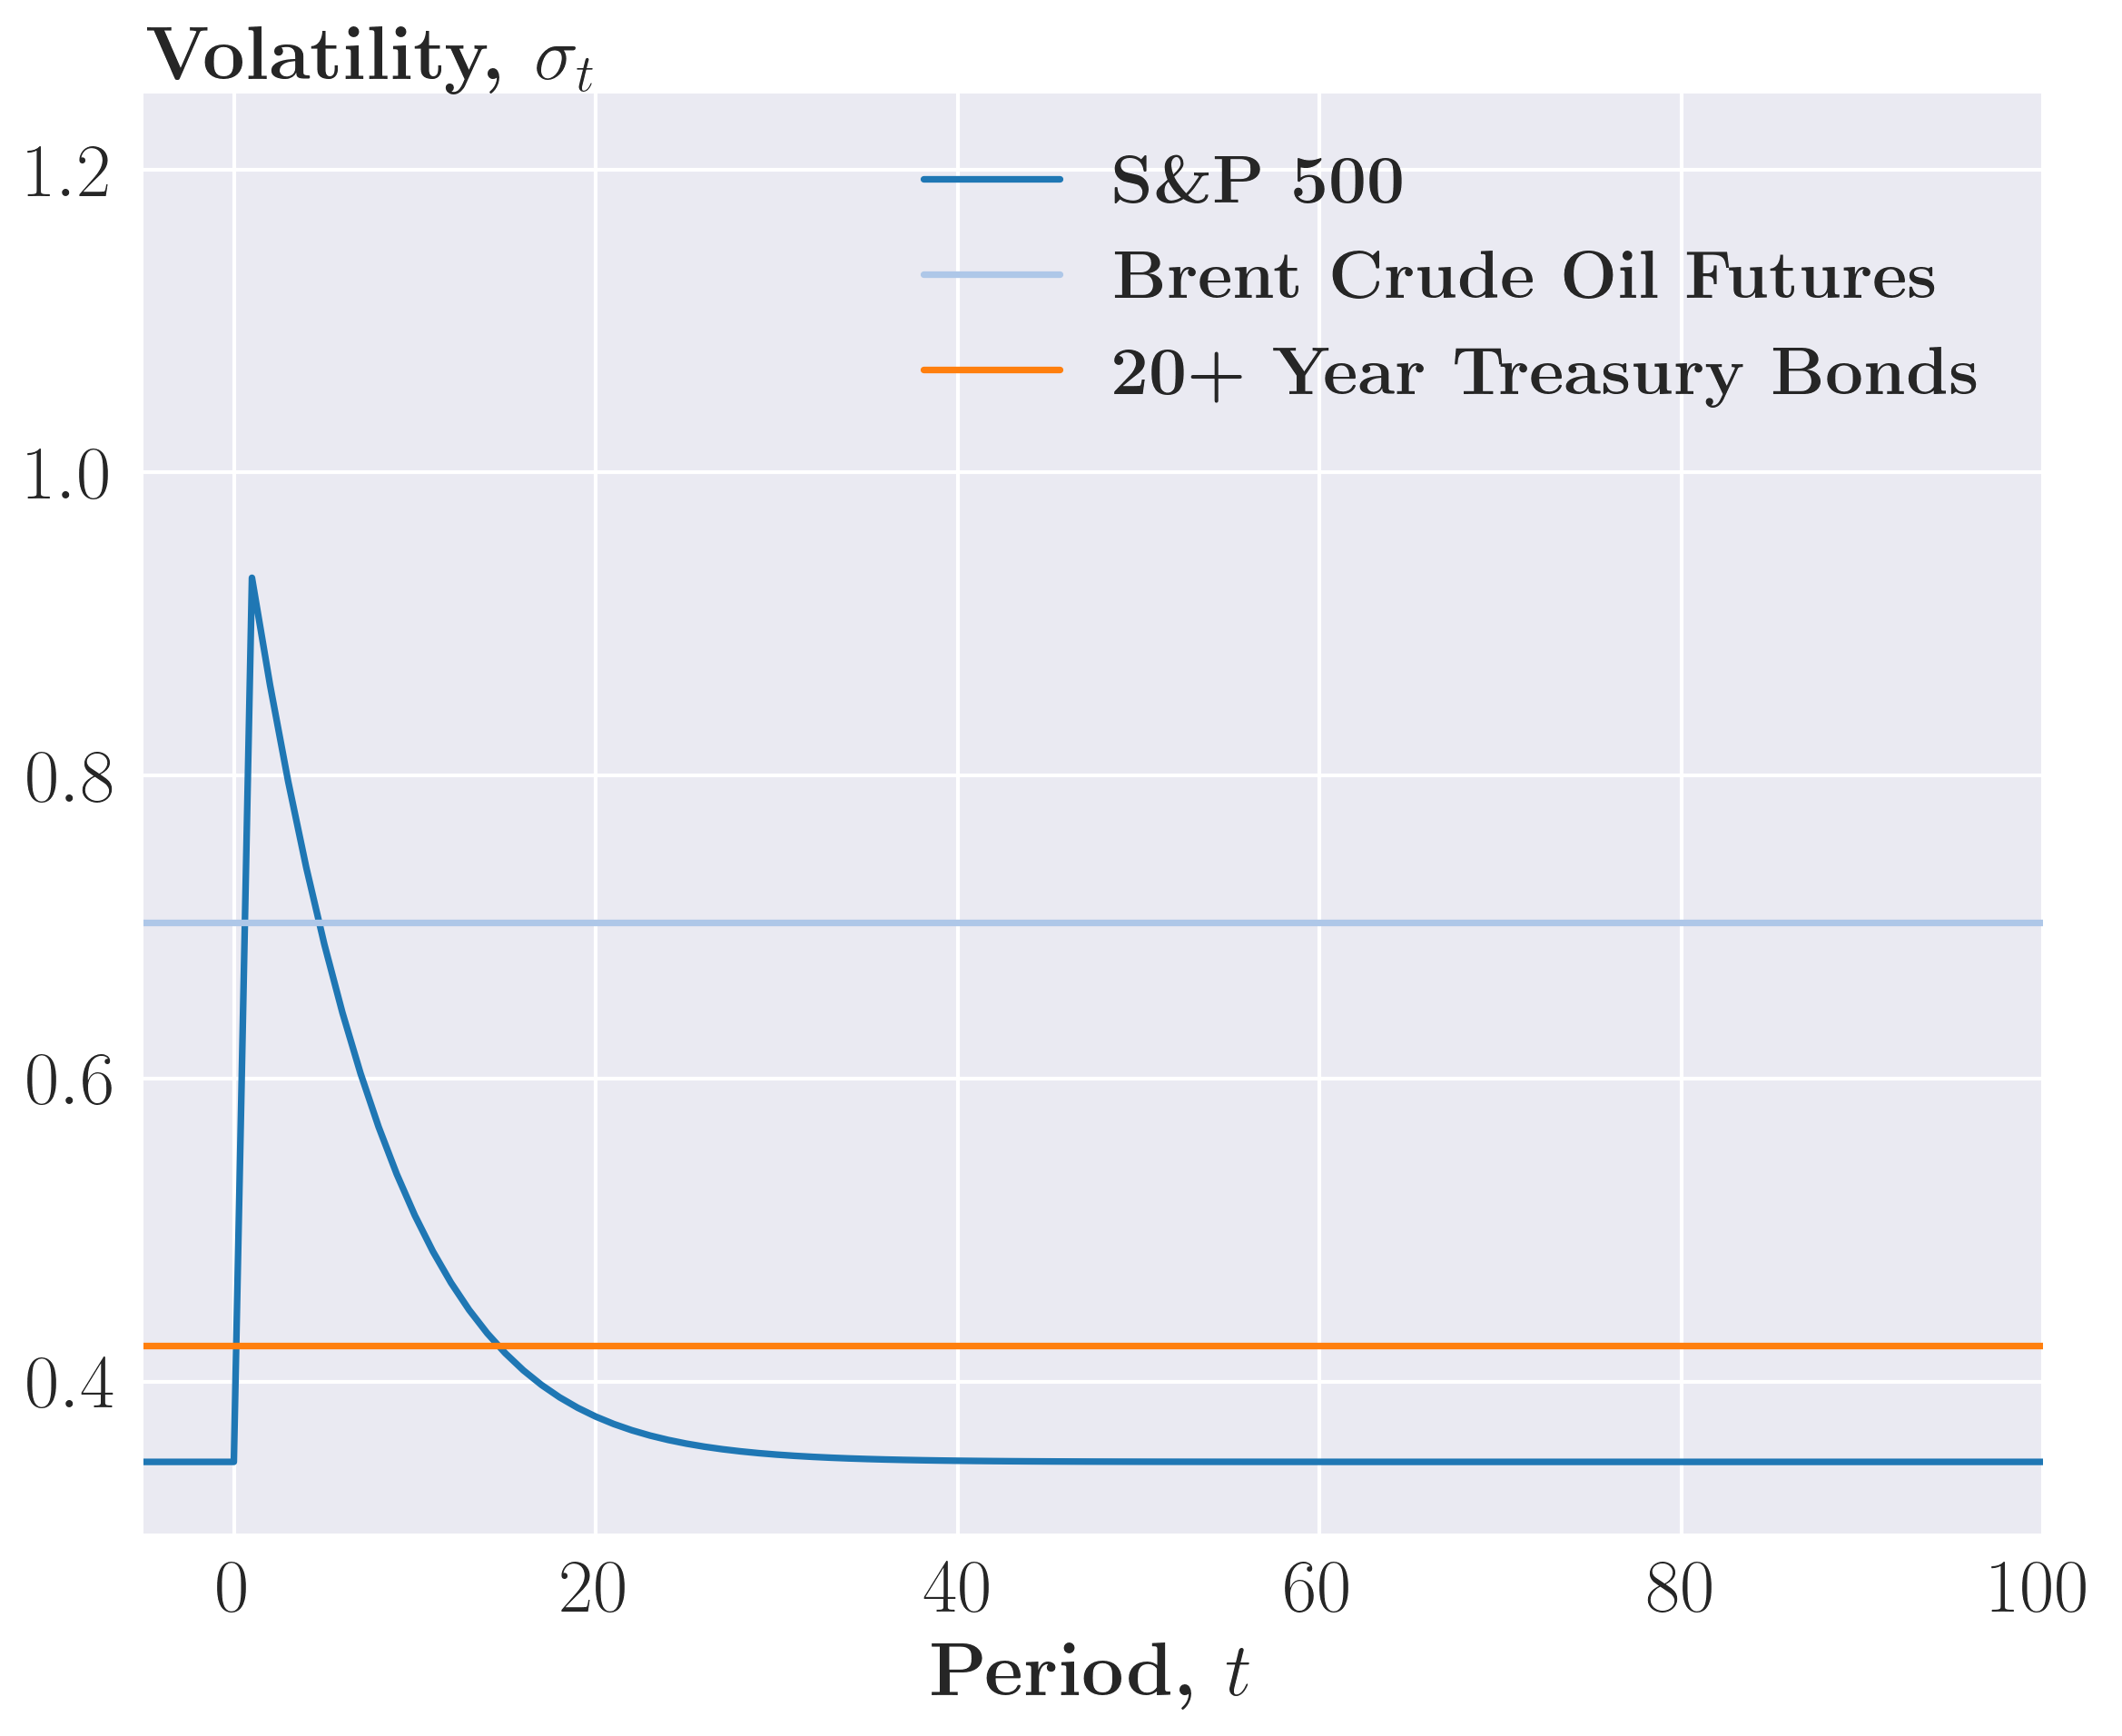 Volatility, σt
1.2
1.0
0.8
0.6
0.4
S&P 500
Brent Crude Oil Futures
20+ Year Treasury Bonds
0 20 40 60 80 100
Period, t